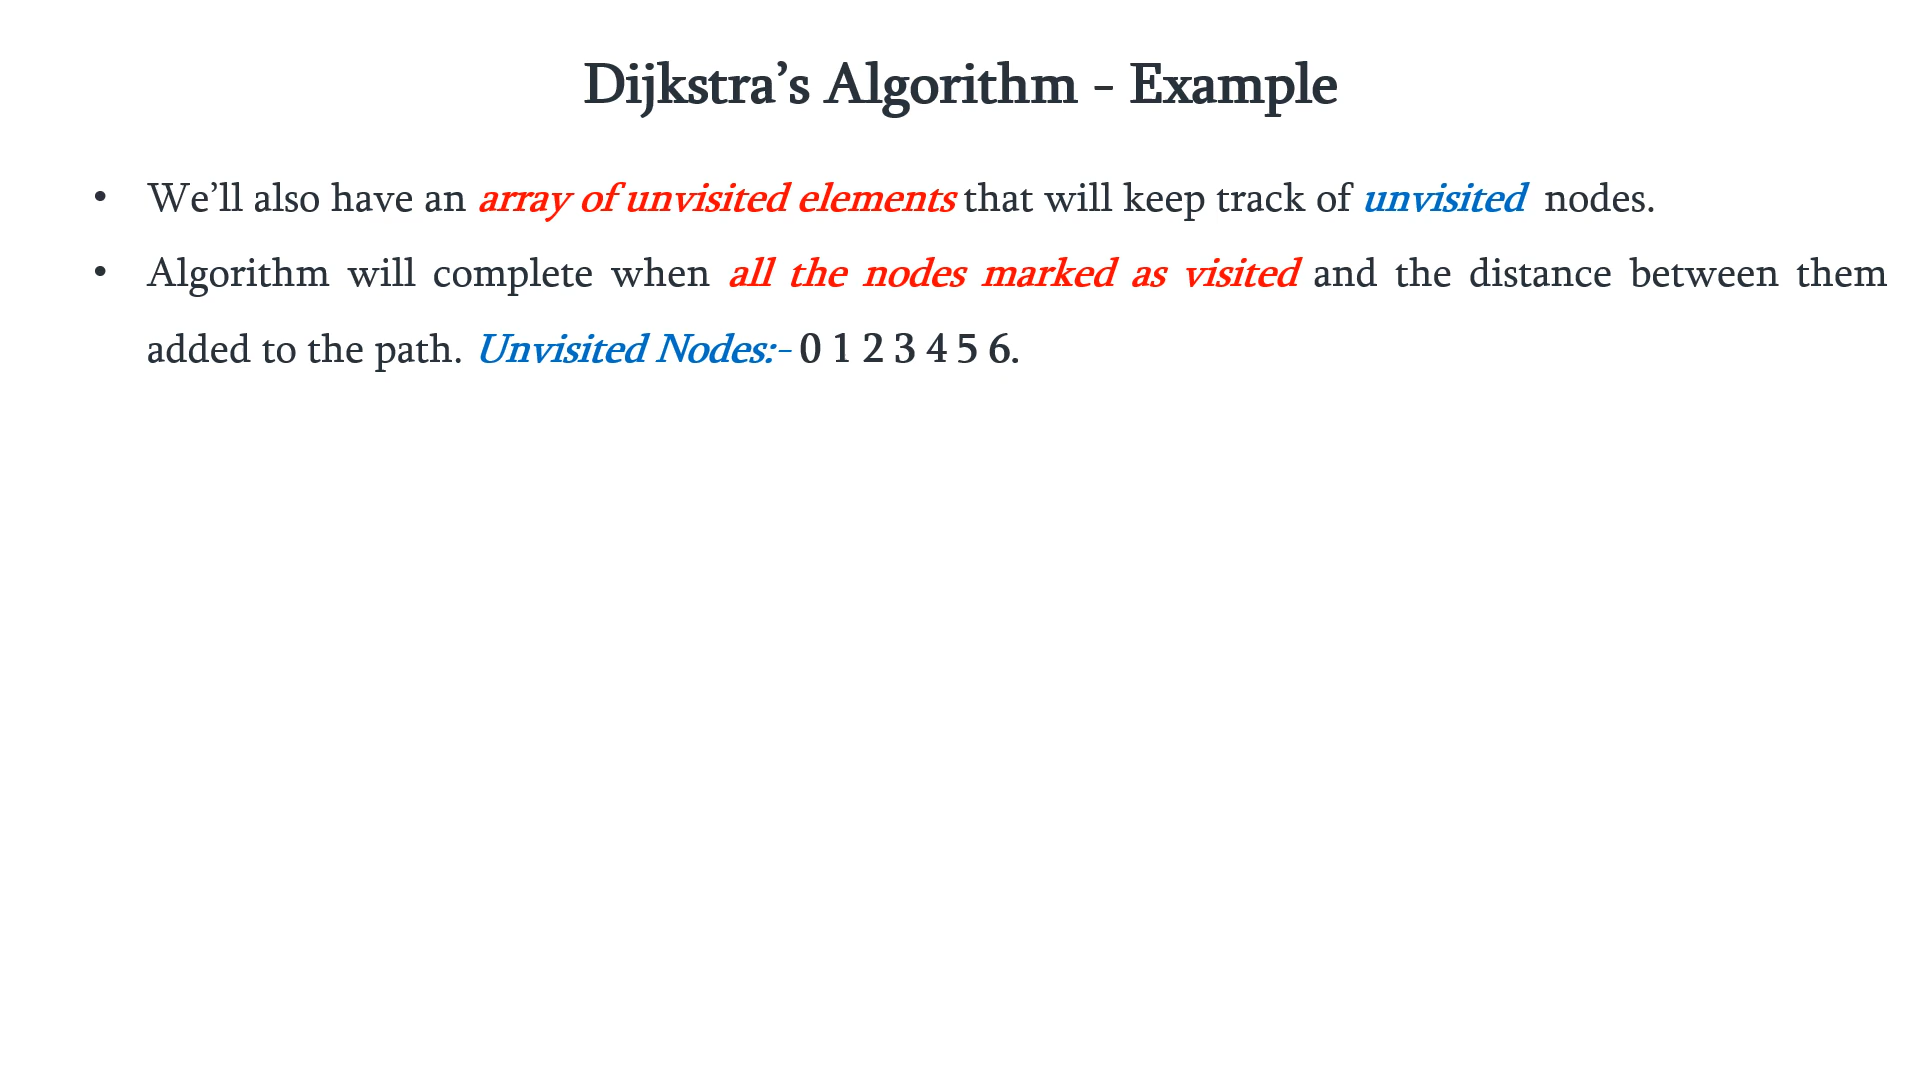 Dijkstra’s Algorithm - Example
• We’ll also have an array of unvisited elements that will keep track of unvisited nodes.
• Algorithm will complete when all the nodes marked as visited and the distance between them
added to the path. Unvisited Nodes:- 0 1 2 3 4 5 6.